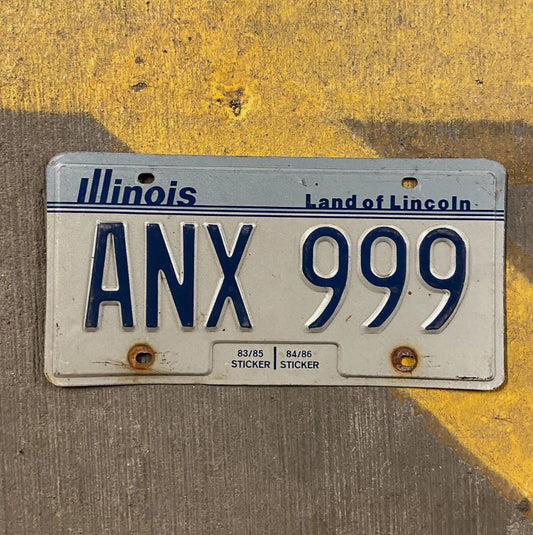 Illinois Land of Lincoln
ANX 999
83/85 84/86
STICKER STICKER